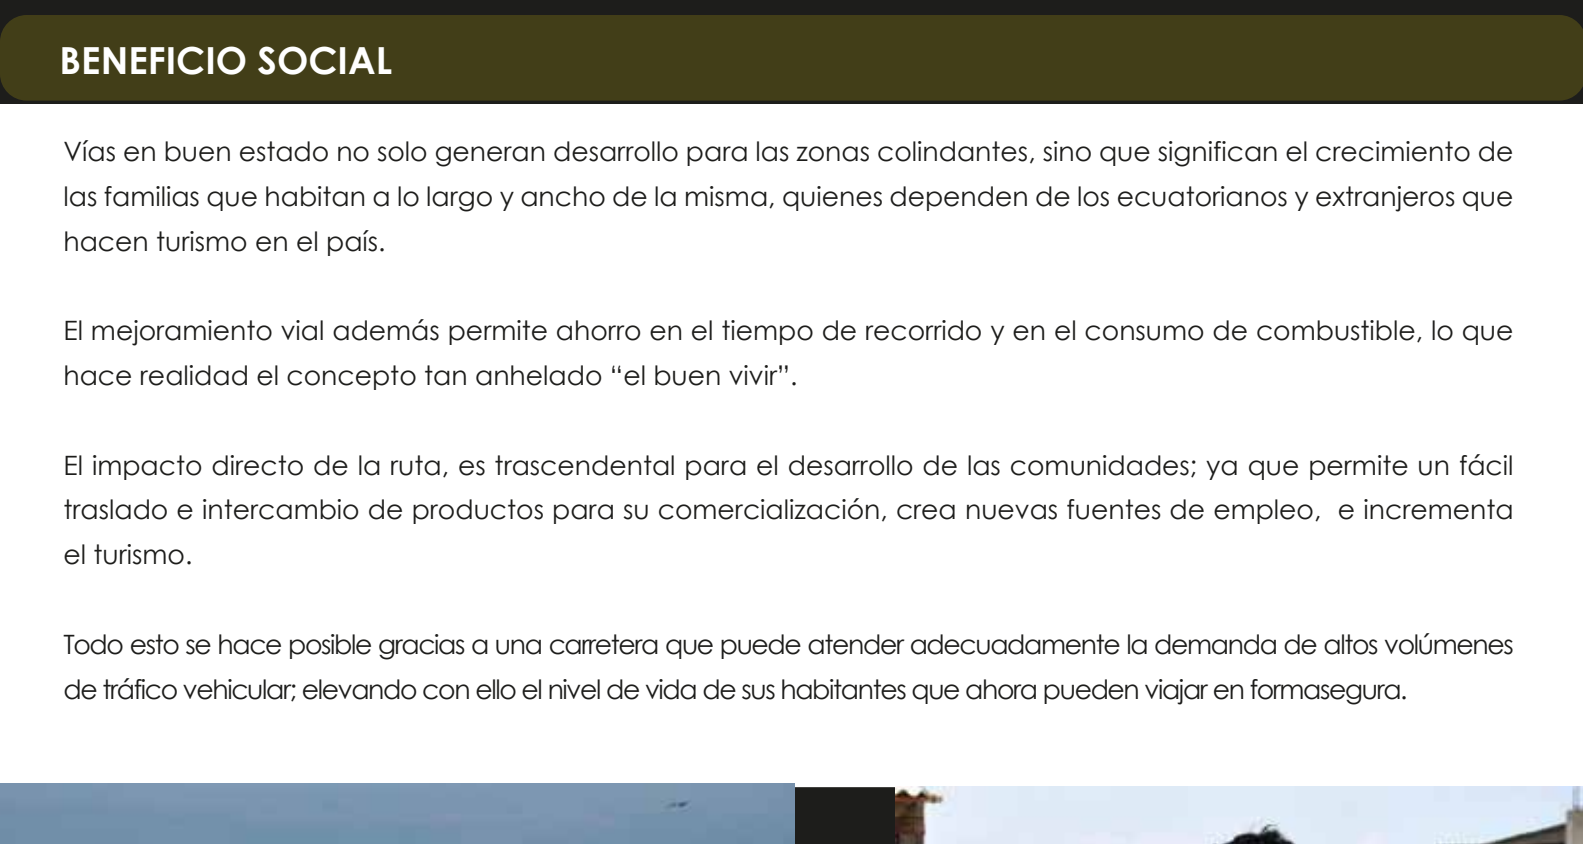 BENEFICIO SOCIAL
Vías en buen estado no solo generan desarrollo para las zonas colindantes, sino que significan el crecimiento de
las familias que habitan a lo largo y ancho de la misma, quienes dependen de los ecuatorianos y extranjeros que
hacen turismo en el país.
El mejoramiento vial además permite ahorro en el tiempo de recorrido y en el consumo de combustible, lo que
hace realidad el concepto tan anhelado “el buen vivir”.
El impacto directo de la ruta, es trascendental para el desarrollo de las comunidades; ya que permite un fácil
traslado e intercambio de productos para su comercialización, crea nuevas fuentes de empleo,  e incrementa
el turismo.
Todo esto se hace posible gracias a una carretera que puede atender adecuadamente la demanda de altos volúmenes
de tráfico vehicular; elevando con ello el nivel de vida de sus habitantes que ahora pueden viajar en formasegura.